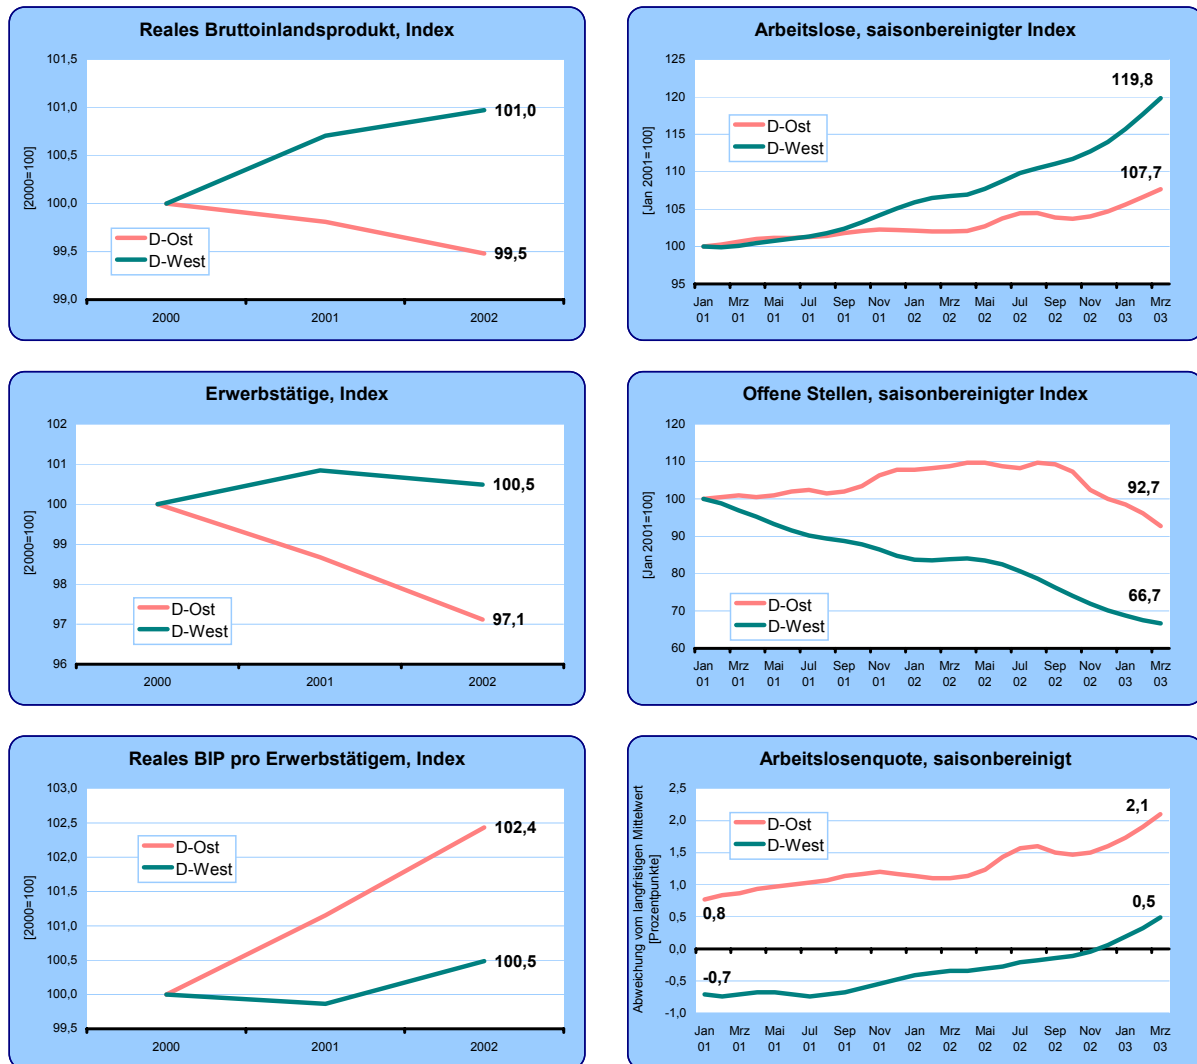 Reales Bruttoinlandsprodukt, Index
[2000=100]
101,5
101,0
100,5
100,0
99,5
99,0
101,0
99,5
D-Ost
D-West
2000 2001 2002
Arbeitslose, saisonbereinigter Index
[Jan 2001=100]
125
120
115
110
105
100
95
119,8
107,7
D-Ost
D-West
Jan Mrz Mai Jul Sep Nov Jan Mrz Mai Jul Sep Nov Jan Mrz
01 01 01 01 01 01 02 02 02 02 02 02 03 03
Erwerbstätige, Index
[2000=100]
102
101
100
99
98
97
96
100,5
97,1
D-Ost
D-West
2000 2001 2002
Offene Stellen, saisonbereinigter Index
[Jan 2001=100]
120
110
100
90
80
70
60
92,7
66,7
D-Ost
D-West
Jan Mrz Mai Jul Sep Nov Jan Mrz Mai Jul Sep Nov Jan Mrz
01 01 01 01 01 01 02 02 02 02 02 02 03 03
Reales BIP pro Erwerbstätigem, Index
[2000=100]
103,0
102,5
102,0
101,5
101,0
100,5
100,0
99,5
102,4
100,5
D-Ost
D-West
2000 2001 2002
Arbeitslosenquote, saisonbereinigt
Abweichung vom langfristigen Mittelwert
[Prozentpunkte]
2,5
2,0
1,5
1,0
0,5
0,0
-0,5
-1,0
2,1
0,8
0,5
-0,7
D-Ost
D-West
Jan Mrz Mai Jul Sep Nov Jan Mrz Mai Jul Sep Nov Jan Mrz
01 01 01 01 01 01 02 02 02 02 02 02 03 03